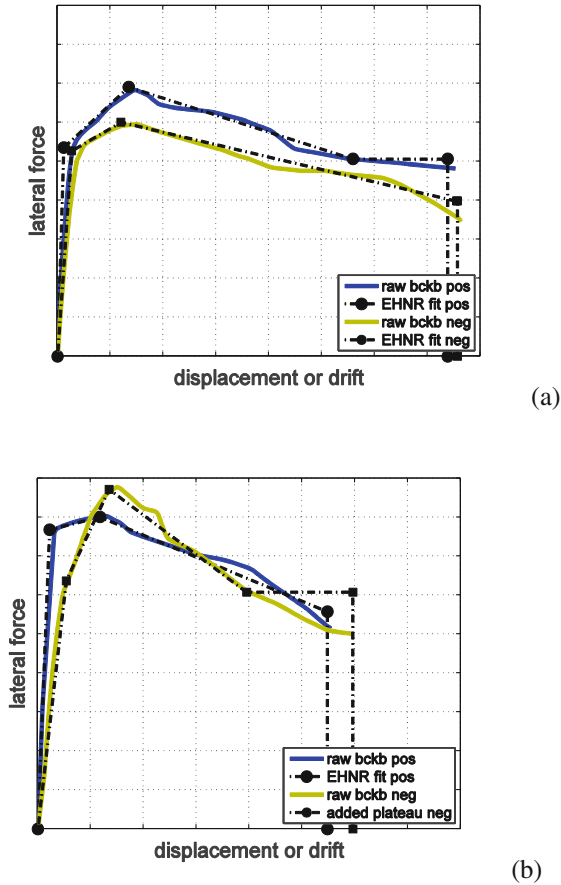 lateral force
raw bckb pos
EHNR fit pos
raw bckb neg
EHNR fit neg
displacement or drift
(a)
lateral force
raw bckb pos
EHNR fit pos
raw bckb neg
added plateau neg
displacement or drift
(b)